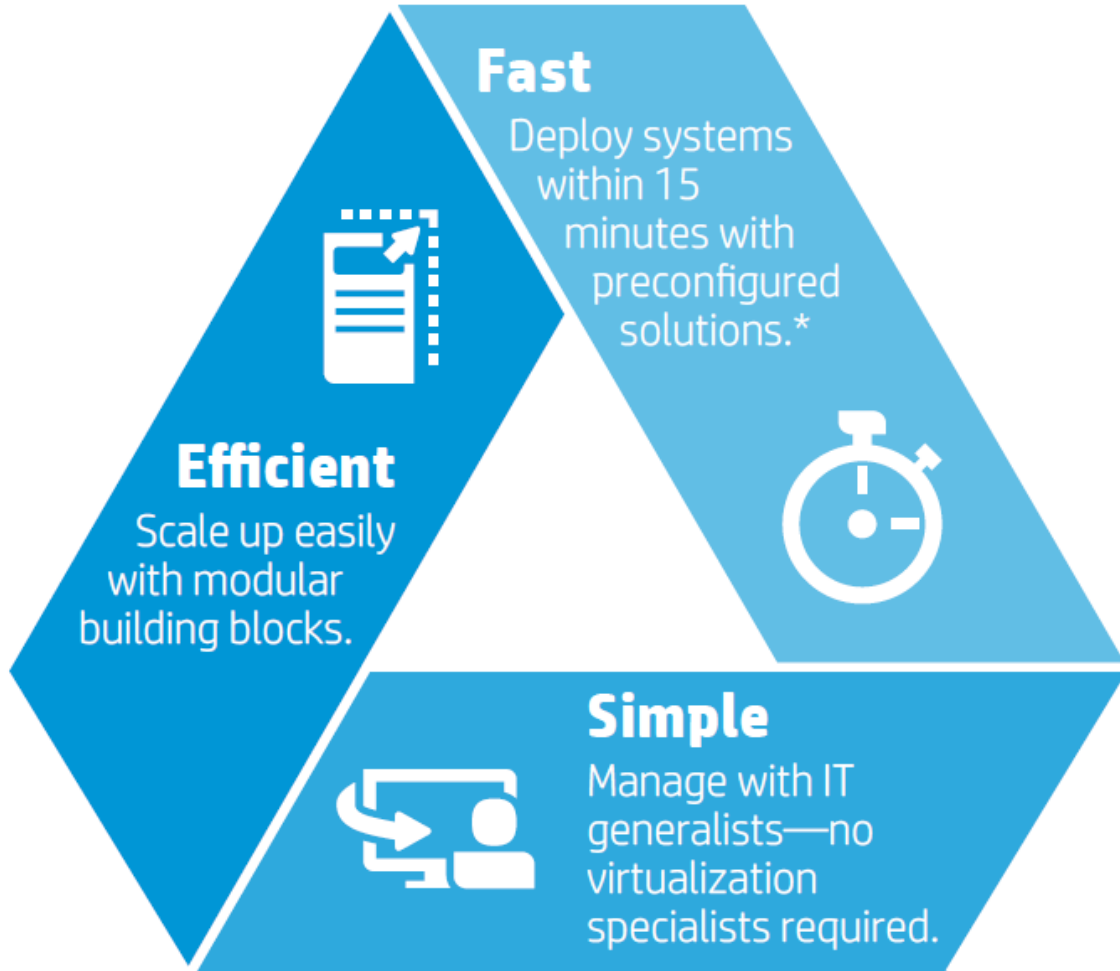 Fast
Deploy systems
within 15
minutes with
preconfigured
solutions.*
Efficient
Scale up easily
with modular
building blocks.
Simple
Manage with IT
generalists—no
virtualization
specialists required.